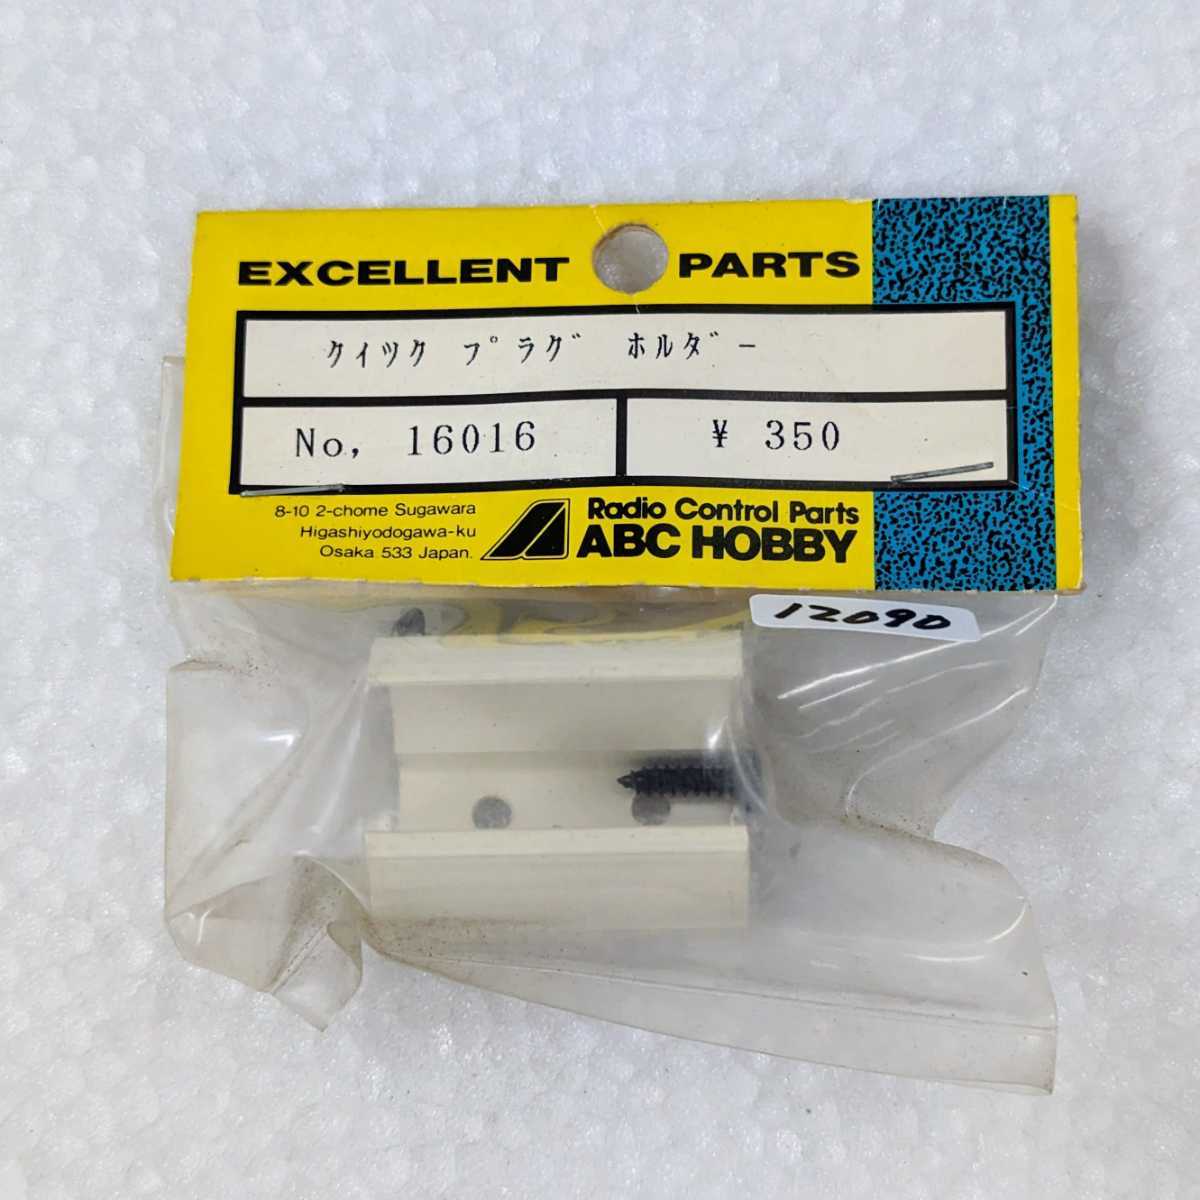 EXCELLENT PARTS
クイツク プラグ ホルダー
No, 16016
¥ 350
8-10 2-chome Sugawara
Higashiyodogawa-ku
Osaka 533 Japan.
Radio Control Parts
ABC HOBBY
12090